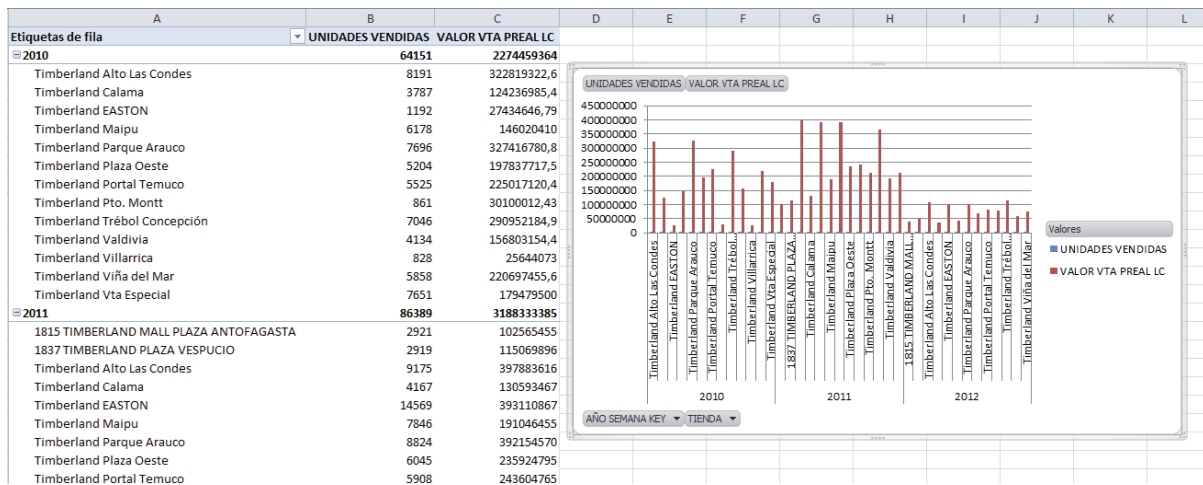 A B C D E F G H I J K L
Etiquetas de fila UNIDADES VENDIDAS VALOR VTA PREAL LC
2010 64151 2274459364
Timberland Alto Las Condes 8191 322819322,6
Timberland Calama 3787 124236985,4
Timberland EASTON 1192 27434646,79
Timberland Maipu 6178 146020410
Timberland Parque Arauco 7696 327416780,8
Timberland Plaza Oeste 5204 197837717,5
Timberland Portal Temuco 5525 225017120,4
Timberland Pto. Montt 861 30100012,43
Timberland Trébol Concepción 7046 290952184,9
Timberland Valdivia 4134 156803154,4
Timberland Villarrica 828 25644073
Timberland Viña del Mar 5858 220697455,6
Timberland Vta Especial 7651 179479500
2011 86389 3188333385
1815 TIMBERLAND MALL PLAZA ANTOFAGASTA 2921 102565455
1837 TIMBERLAND PLAZA VESPUCIO 2919 115069896
Timberland Alto Las Condes 9175 397883616
Timberland Calama 4167 130593467
Timberland EASTON 14569 393110867
Timberland Maipu 7846 191046455
Timberland Parque Arauco 8824 392154570
Timberland Plaza Oeste 6045 235924795
Timberland Portal Temuco 5908 243604765
UNIDADES VENDIDAS VALOR VTA PREAL LC
450000000
400000000
350000000
300000000
250000000
200000000
150000000
100000000
50000000
0
Timberland Alto Las Condes
Timberland EASTON
Timberland Parque Arauco
Timberland Portal Temuco
Timberland Trébol...
Timberland Villarrica
Timberland Vta Especial
1837 TIMBERLAND PLAZA...
Timberland Calama
Timberland Maipu
Timberland Plaza Oeste
Timberland Pto. Montt
Timberland Valdivia
1815 TIMBERLAND MALL...
Timberland Alto Las Condes
Timberland EASTON
Timberland Parque Arauco
Timberland Portal Temuco
Timberland Trébol...
Timberland Viña del Mar
2010 2011 2012
Valores
UNIDADES VENDIDAS
VALOR VTA PREAL LC
AÑO SEMANA KEY TIENDA